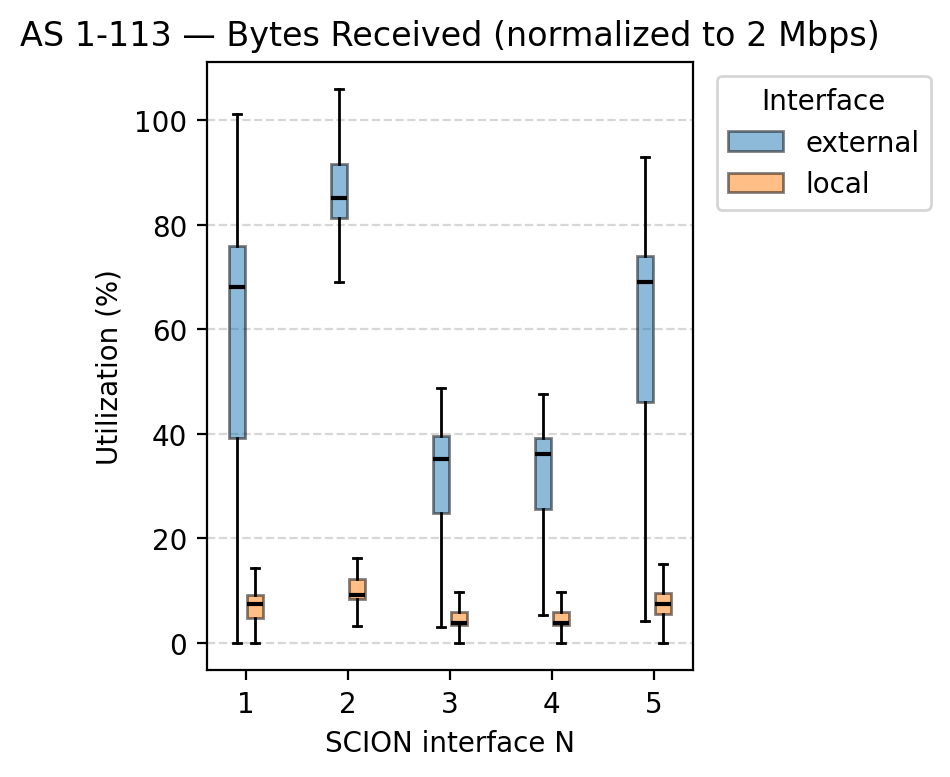 AS 1-113 — Bytes Received (normalized to 2 Mbps)
Interface
external
local
Utilization (%)
100
80
60
40
20
0
1 2 3 4 5
SCION interface N